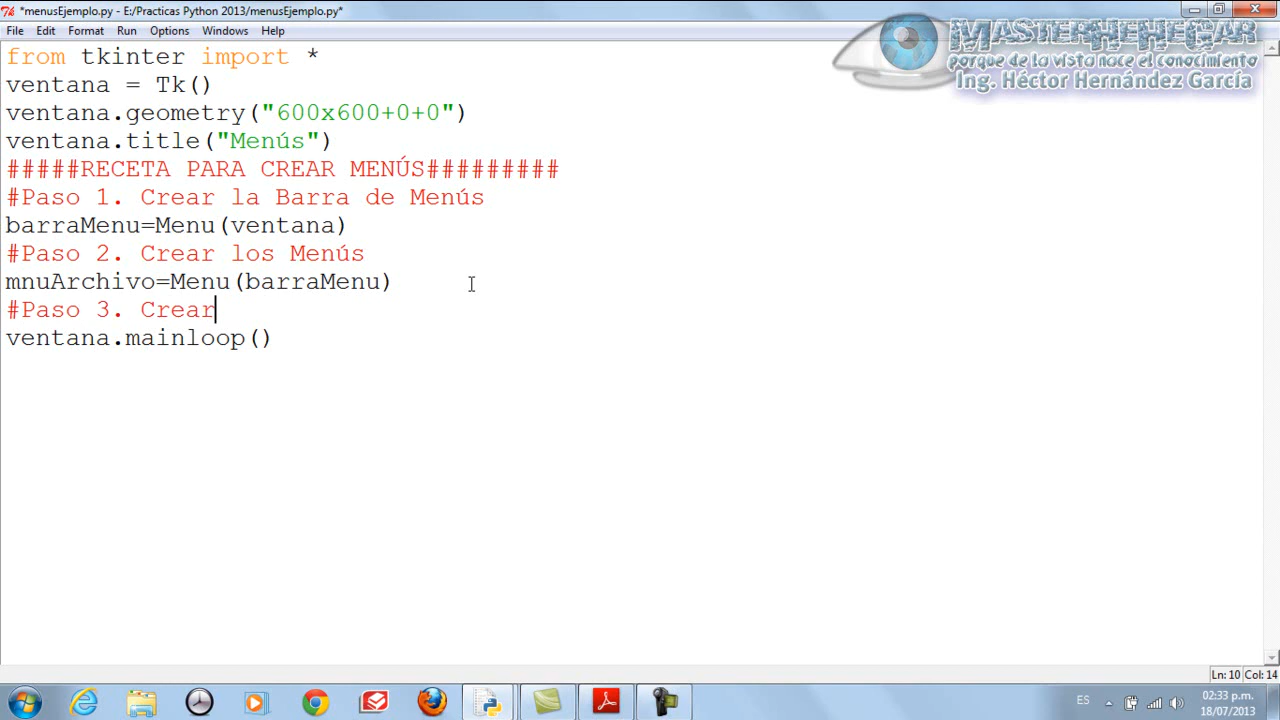 *menusEjemplo.py - E:/Practicas Python 2013/menusEjemplo.py*
File Edit Format Run Options Windows Help
MASTERHEHEGAR
porque de la vista nace el conocimiento
Ing. Héctor Hernández García
from tkinter import *
ventana = Tk()
ventana.geometry("600x600+0+0")
ventana.title("Menús")
#####RECETA PARA CREAR MENÚS#########
#Paso 1. Crear la Barra de Menús
barraMenu=Menu(ventana)
#Paso 2. Crear los Menús
mnuArchivo=Menu(barraMenu)
#Paso 3. Crear
ventana.mainloop()
Ln: 10 Col: 14
ES
02:33 p.m.
18/07/2013